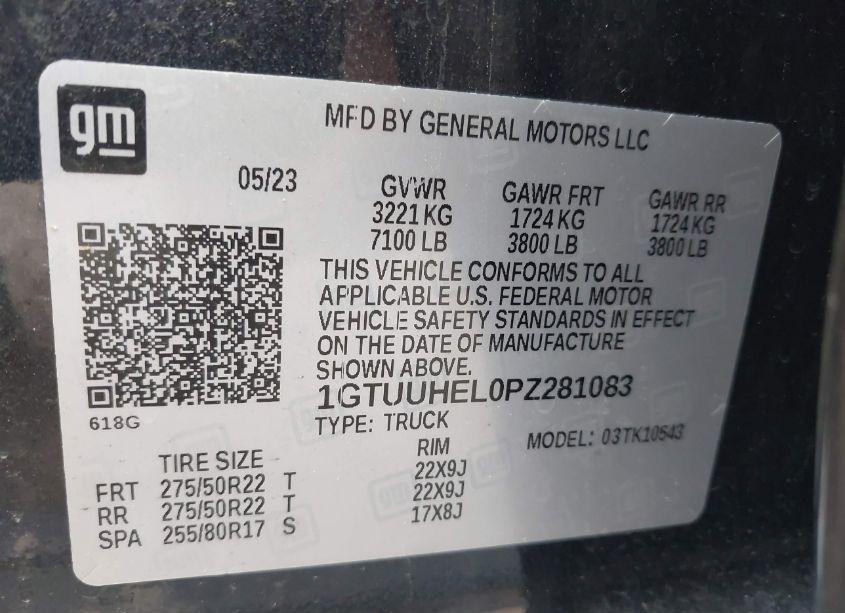 gm
MFD BY GENERAL MOTORS LLC
05/23
GVWR GAWR FRT GAWR RR
3221 KG 1724 KG 1724 KG
7100 LB 3800 LB 3800 LB
THIS VEHICLE CONFORMS TO ALL
APPLICABLE U.S. FEDERAL MOTOR
VEHICLE SAFETY STANDARDS IN EFFECT
ON THE DATE OF MANUFACTURE
SHOWN ABOVE.
1GTUUHEL0PZ281083
618G
TYPE: TRUCK
MODEL: 03TK10543
TIRE SIZE RIM
FRT 275/50R22 T 22X9J
RR 275/50R22 T 22X9J
SPA 255/80R17 S 17X8J